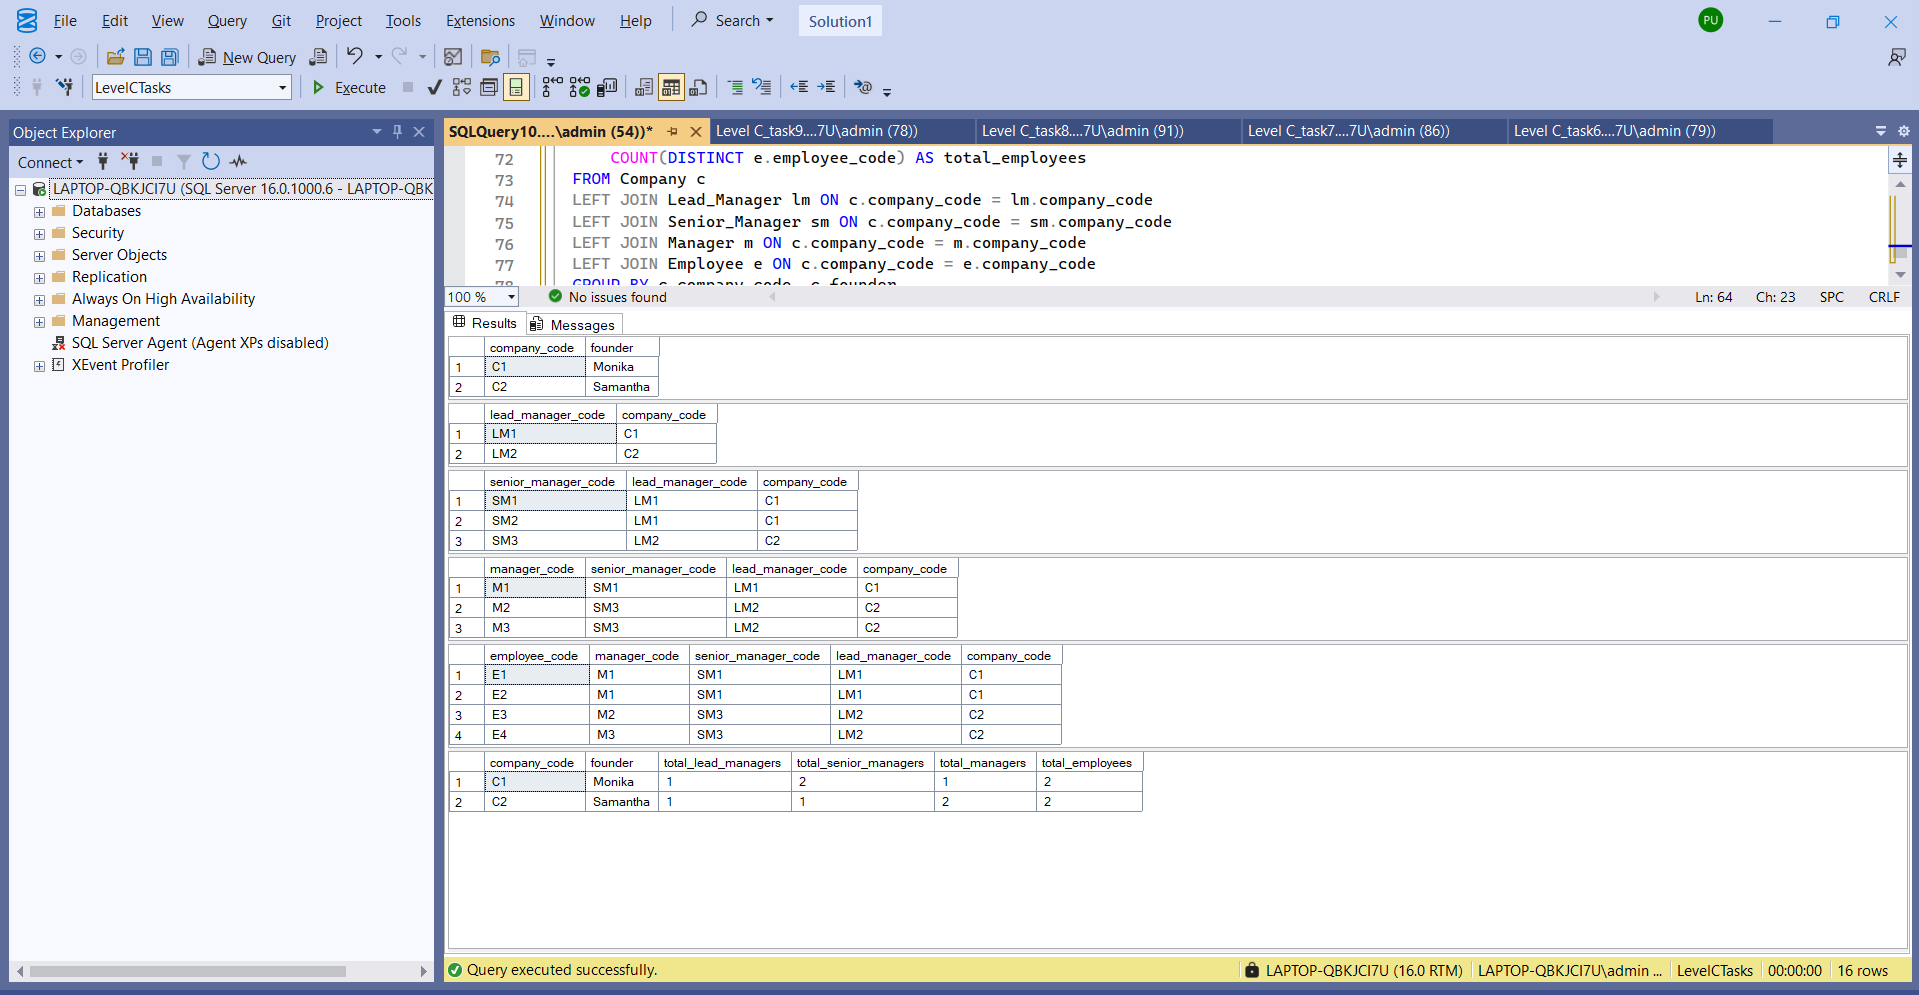 File Edit View Query Git Project Tools Extensions Window Help Search Solution1 PU
New Query
LevelCTasks Execute
Object Explorer
Connect
LAPTOP-QBKJCI7U (SQL Server 16.0.1000.6 - LAPTOP-QBK
Databases
Security
Server Objects
Replication
Always On High Availability
Management
SQL Server Agent (Agent XPs disabled)
XEvent Profiler
SQLQuery10....\admin (54))* Level C_task9....7U\admin (78)) Level C_task8....7U\admin (91)) Level C_task7....7U\admin (86)) Level C_task6....7U\admin (79))
72 COUNT(DISTINCT e.employee_code) AS total_employees
73 FROM Company c
74 LEFT JOIN Lead_Manager lm ON c.company_code = lm.company_code
75 LEFT JOIN Senior_Manager sm ON c.company_code = sm.company_code
76 LEFT JOIN Manager m ON c.company_code = m.company_code
77 LEFT JOIN Employee e ON c.company_code = e.company_code
78 GROUP BY c.company_code, c.founder
100 % No issues found Ln: 64 Ch: 23 SPC CRLF
Results Messages
company_code founder
1 C1 Monika
2 C2 Samantha
lead_manager_code company_code
1 LM1 C1
2 LM2 C2
senior_manager_code lead_manager_code company_code
1 SM1 LM1 C1
2 SM2 LM1 C1
3 SM3 LM2 C2
manager_code senior_manager_code lead_manager_code company_code
1 M1 SM1 LM1 C1
2 M2 SM3 LM2 C2
3 M3 SM3 LM2 C2
employee_code manager_code senior_manager_code lead_manager_code company_code
1 E1 M1 SM1 LM1 C1
2 E2 M1 SM1 LM1 C1
3 E3 M2 SM3 LM2 C2
4 E4 M3 SM3 LM2 C2
company_code founder total_lead_managers total_senior_managers total_managers total_employees
1 C1 Monika 1 2 1 2
2 C2 Samantha 1 1 2 2
Query executed successfully. LAPTOP-QBKJCI7U (16.0 RTM) LAPTOP-QBKJCI7U\admin ... LevelCTasks 00:00:00 16 rows